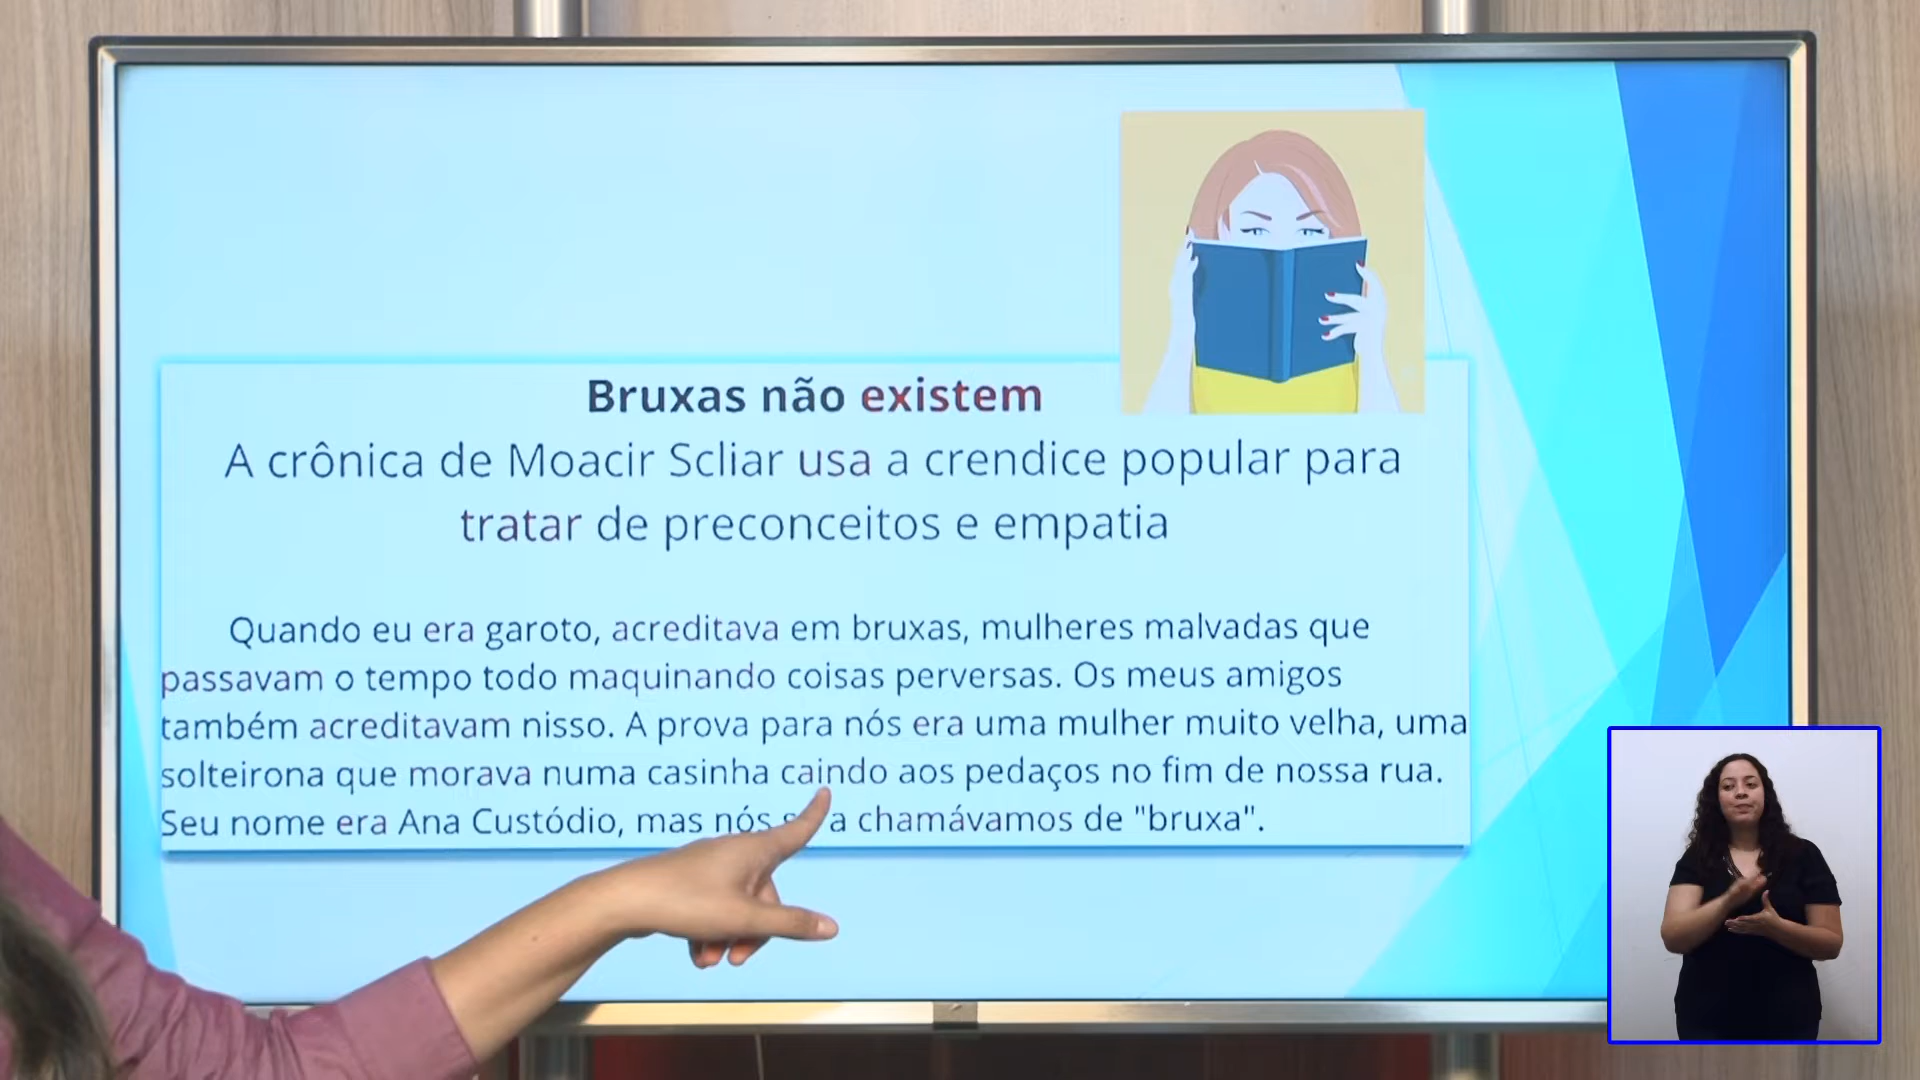 Bruxas não existem
A crônica de Moacir Scliar usa a crendice popular para
tratar de preconceitos e empatia
Quando eu era garoto, acreditava em bruxas, mulheres malvadas que
passavam o tempo todo maquinando coisas perversas. Os meus amigos
também acreditavam nisso. A prova para nós era uma mulher muito velha, uma
solteirona que morava numa casinha caindo aos pedaços no fim de nossa rua.
Seu nome era Ana Custódio, mas nós a chamávamos de "bruxa".